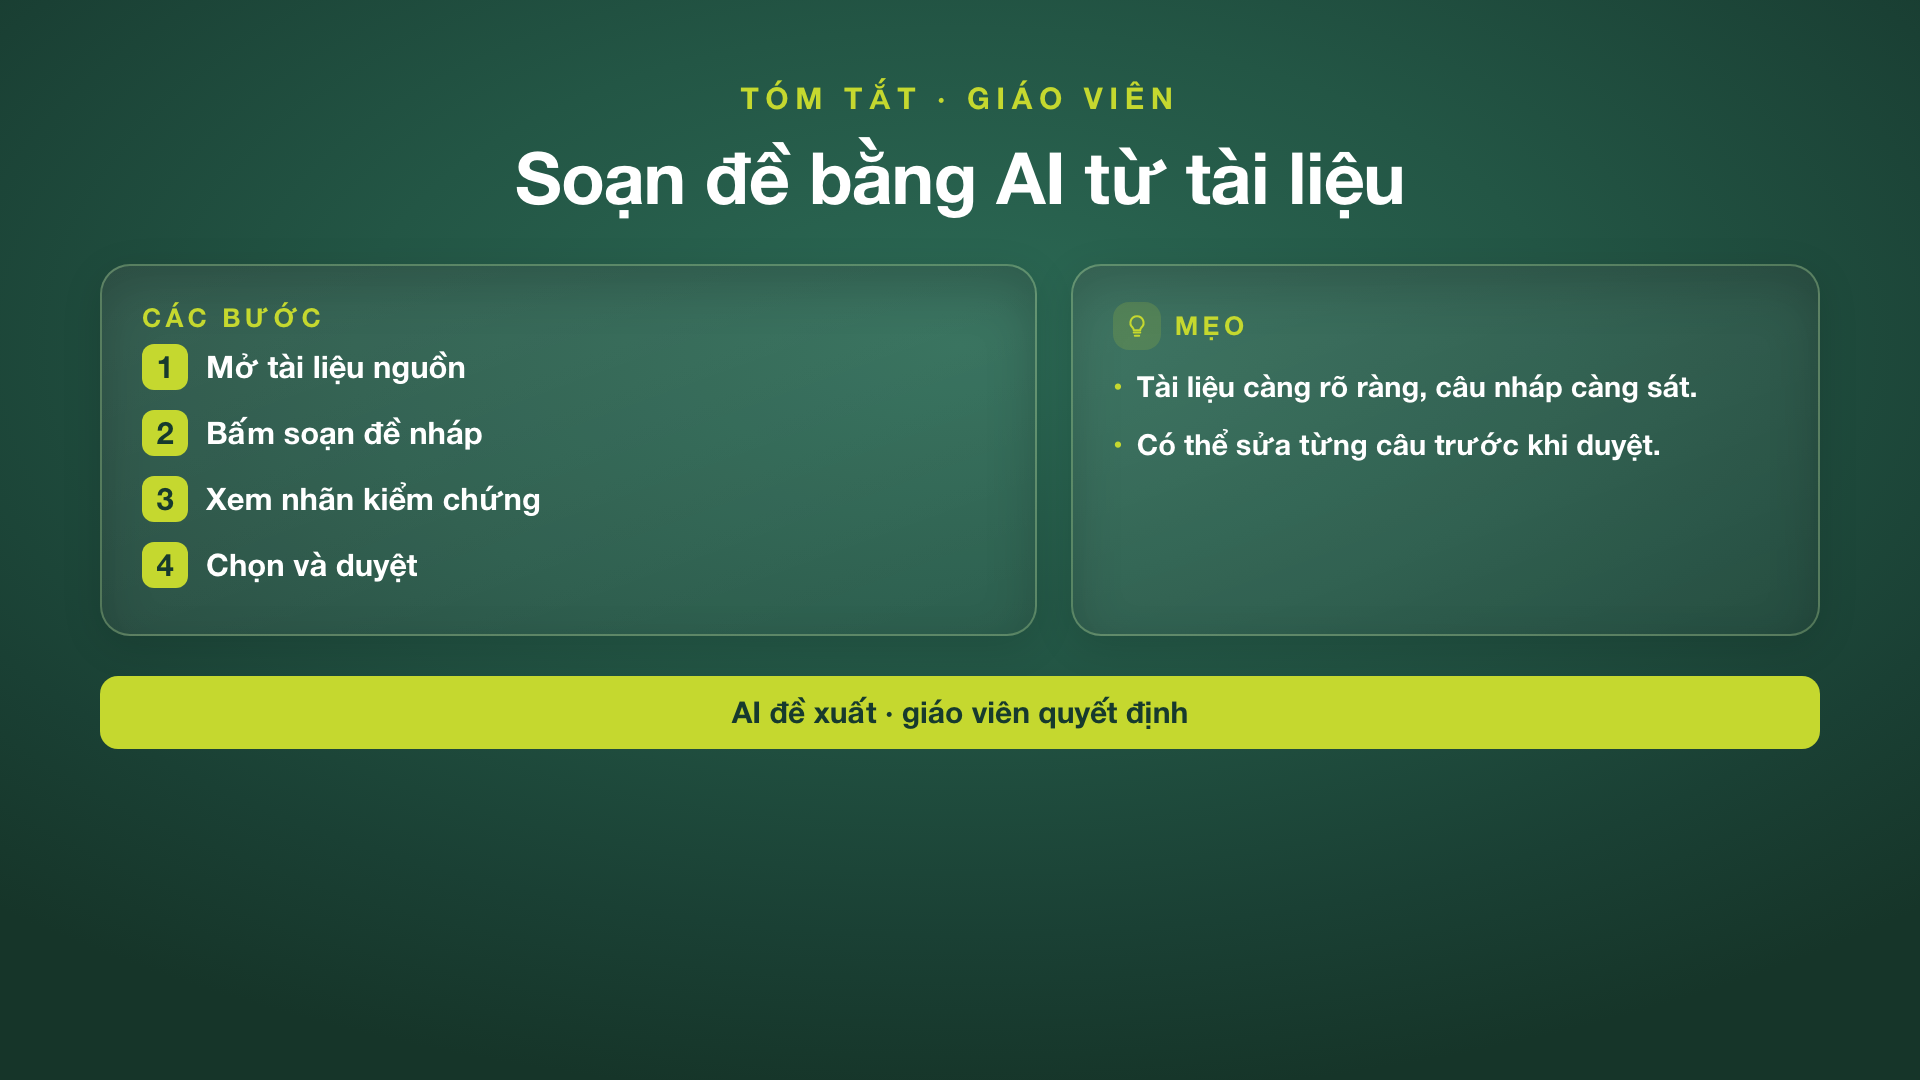 TÓM TẮT · GIÁO VIÊN
Soạn đề bằng AI từ tài liệu
CÁC BƯỚC
1 Mở tài liệu nguồn
2 Bấm soạn đề nháp
3 Xem nhãn kiểm chứng
4 Chọn và duyệt
MẸO
• Tài liệu càng rõ ràng, câu nháp càng sát.
• Có thể sửa từng câu trước khi duyệt.
AI đề xuất · giáo viên quyết định